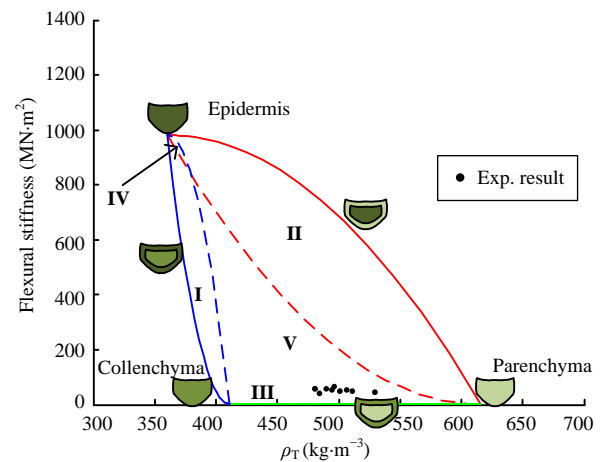 1400
1200
1000
800
600
400
200
0
Flexural stiffness (MN·m²)
Epidermis
IV
Exp. result
II
I
V
Collenchyma
III
Parenchyma
300 350 400 450 500 550 600 650 700
ρT (kg·m⁻³)